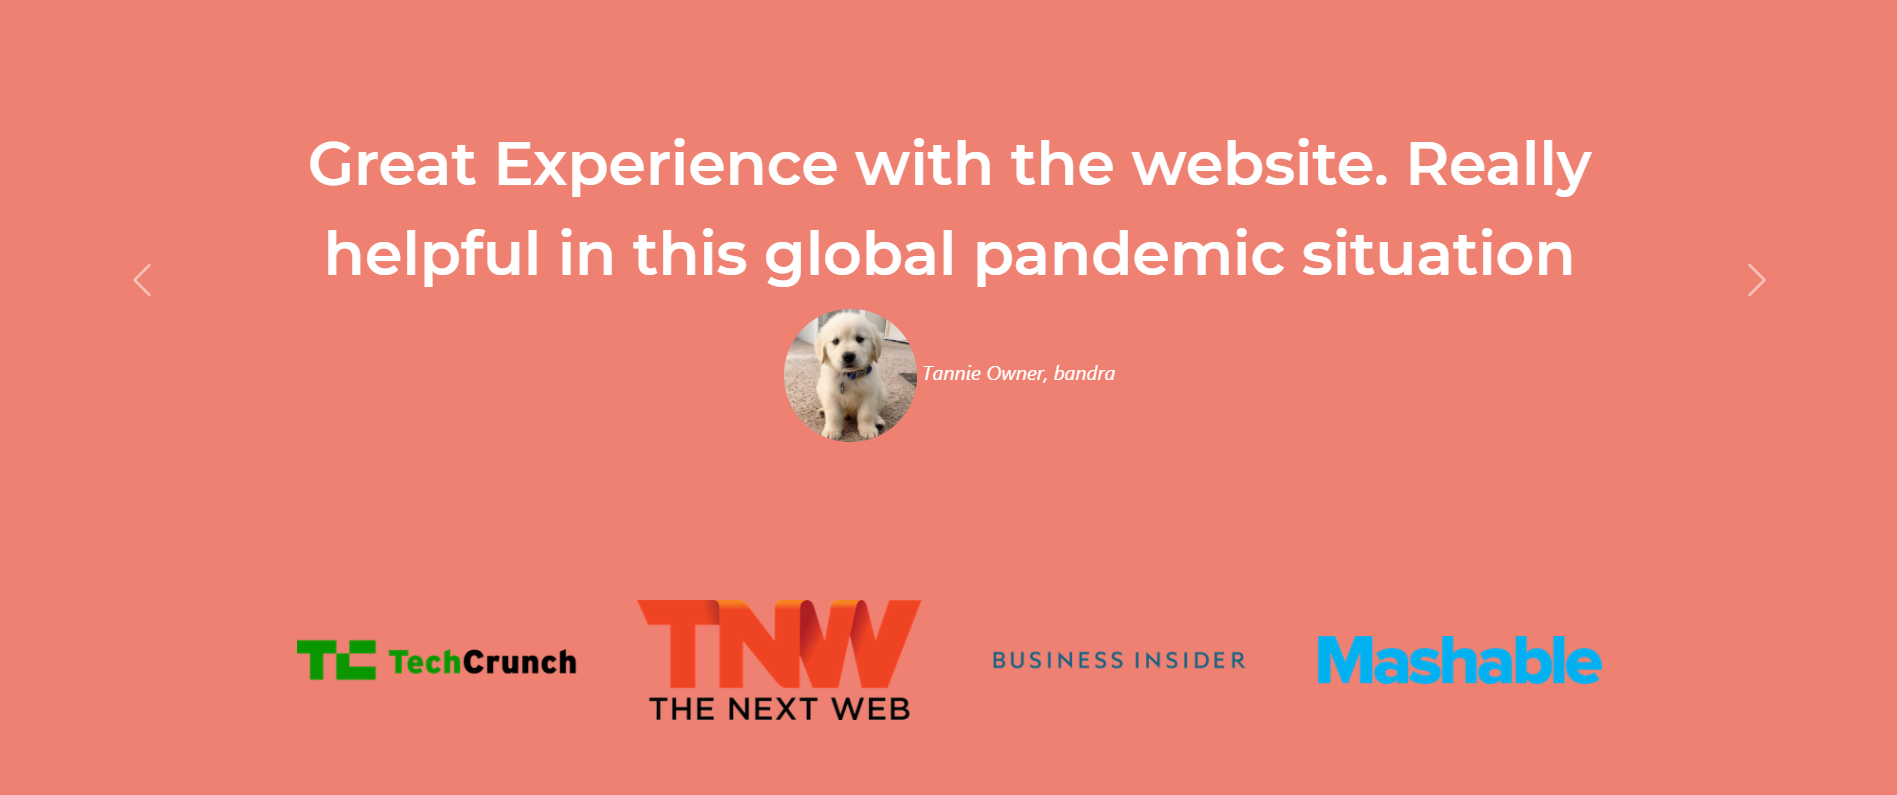 Great Experience with the website. Really
helpful in this global pandemic situation
Tannie Owner, bandra
TC TechCrunch
TNW
THE NEXT WEB
BUSINESS INSIDER
Mashable